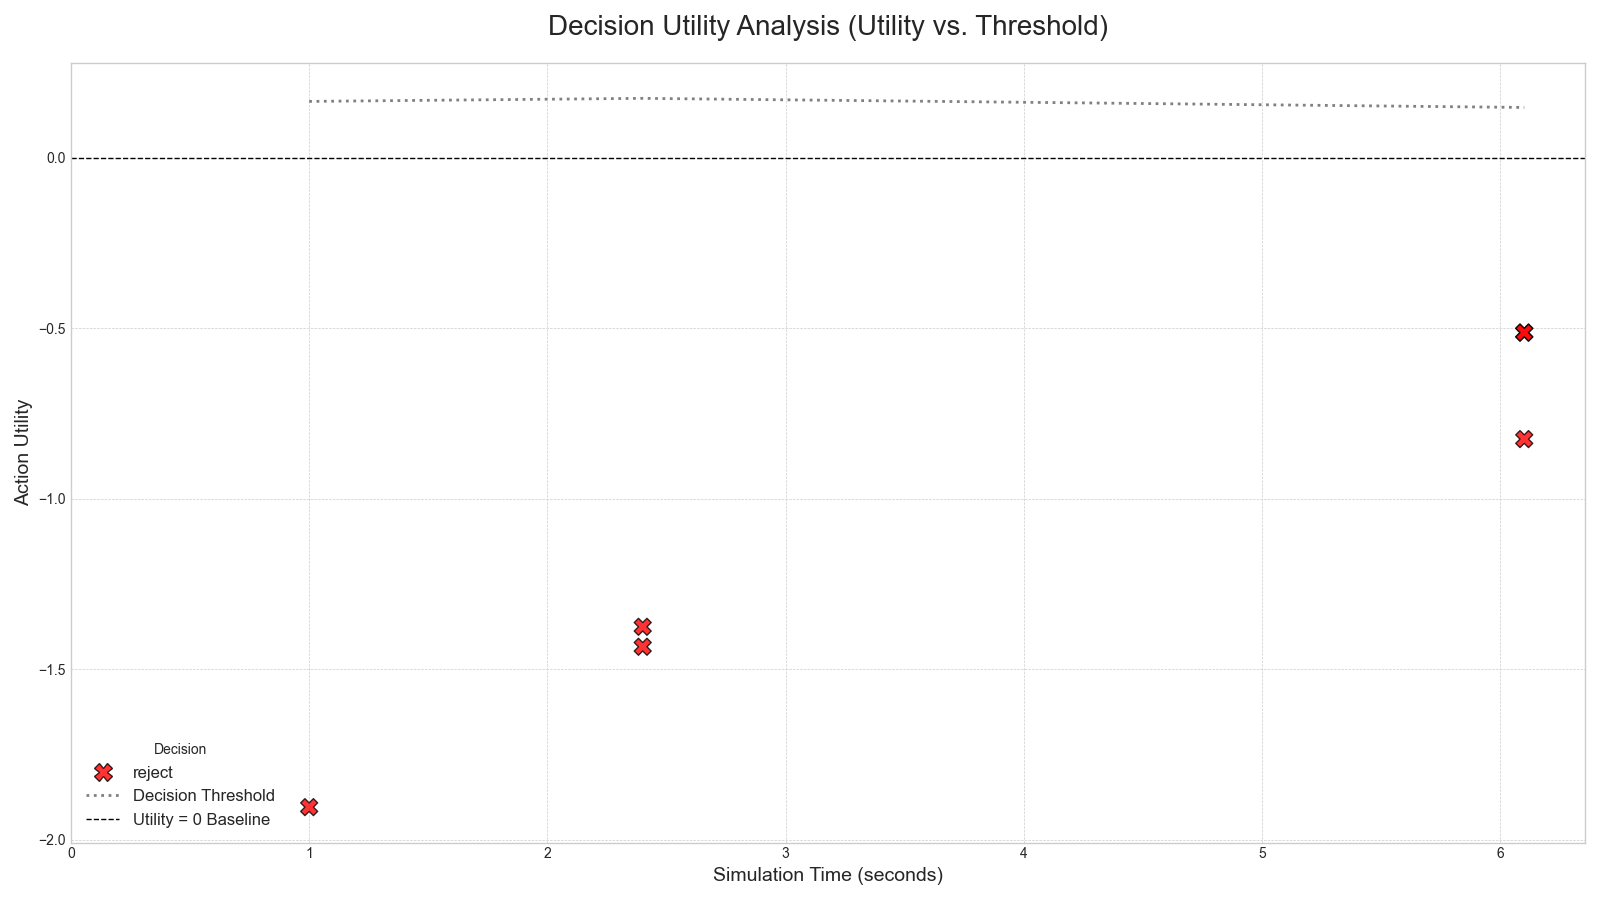 Decision Utility Analysis (Utility vs. Threshold)
Action Utility
0.0
−0.5
−1.0
−1.5
−2.0
Decision
reject
Decision Threshold
Utility = 0 Baseline
0 1 2 3 4 5 6
Simulation Time (seconds)